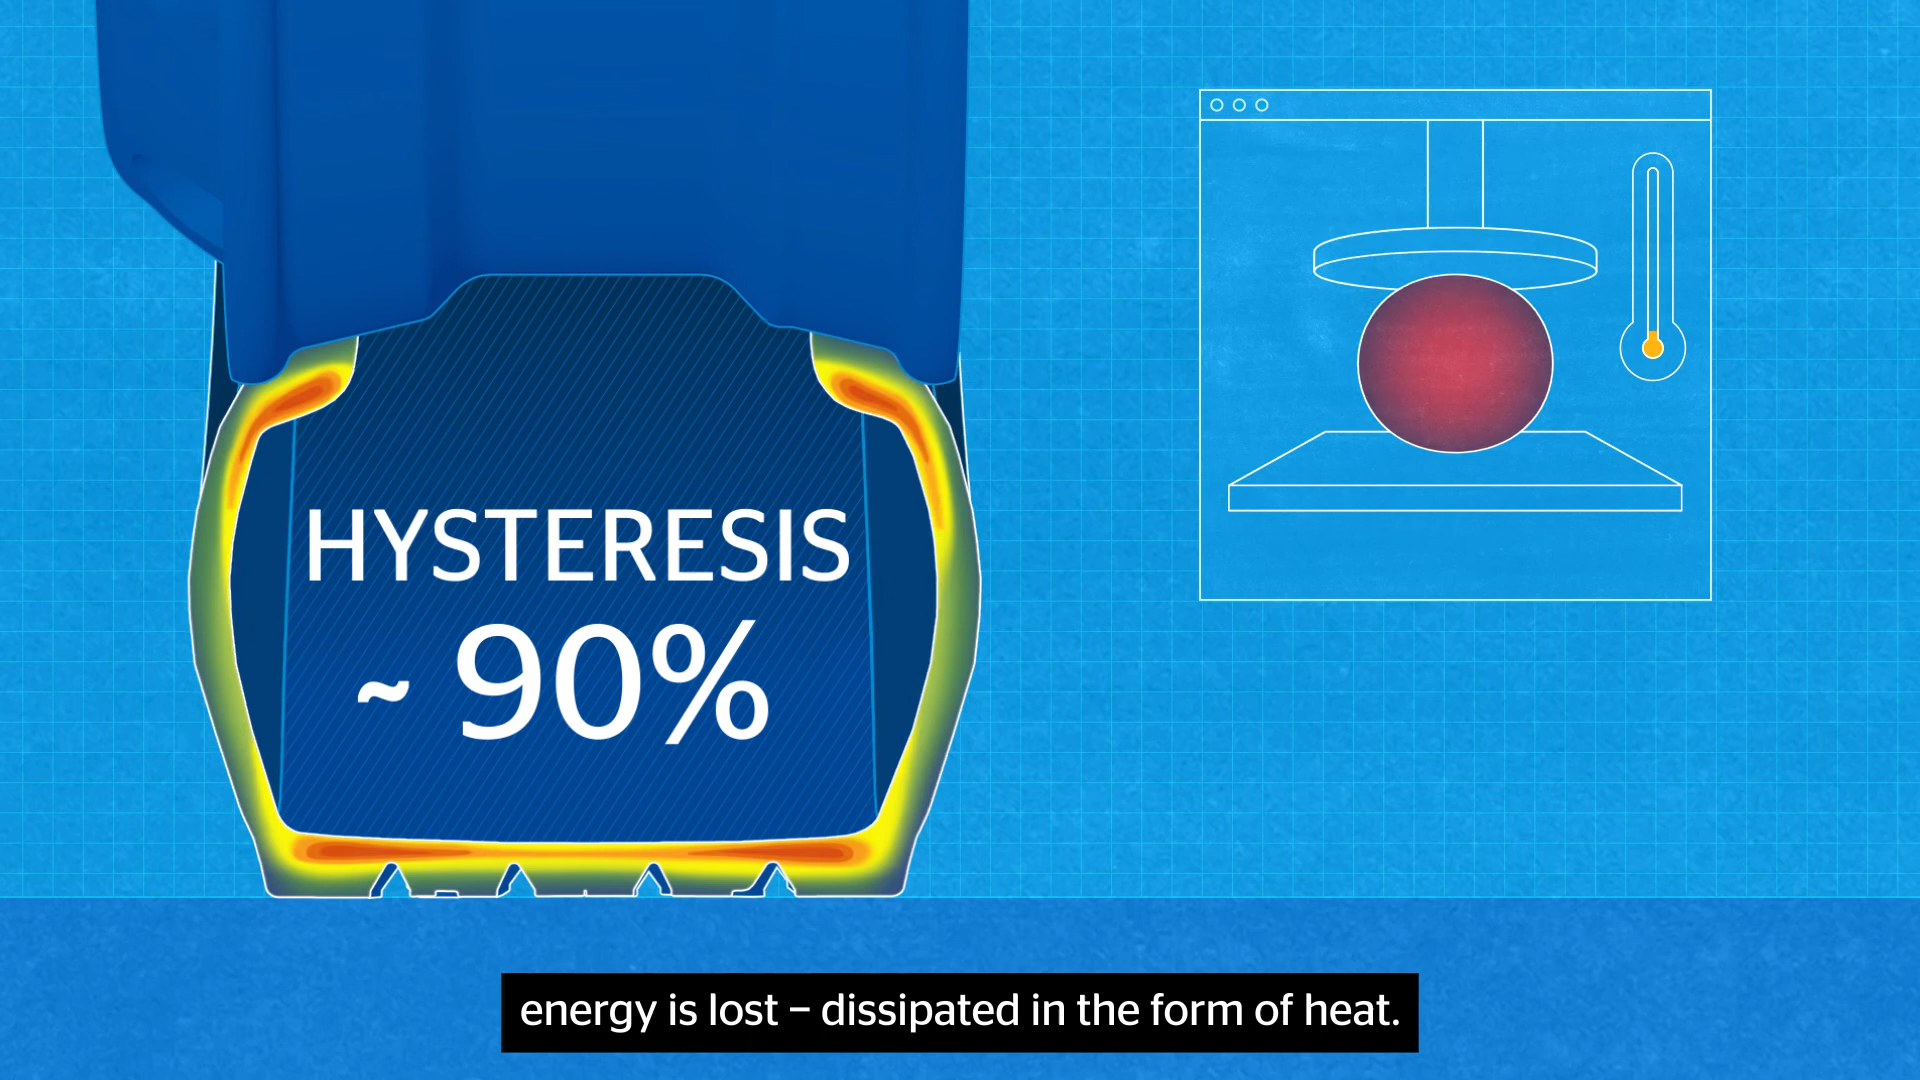 HYSTERESIS
~ 90%
energy is lost – dissipated in the form of heat.